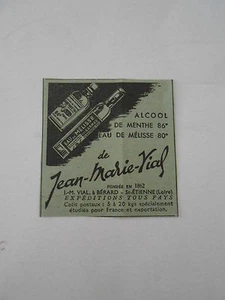 ALCOOL
DE MENTHE 86°
EAU DE MÉLISSE 80°
de
Jean-Marie-Vial
FONDÉE EN 1862
J.-M. VIAL, à BÉRARD - St-ÉTIENNE (Loire)
EXPÉDITIONS TOUS PAYS
Colis postaux : 5 à 20 kgs spécialement
étudiés pour France et exportation.